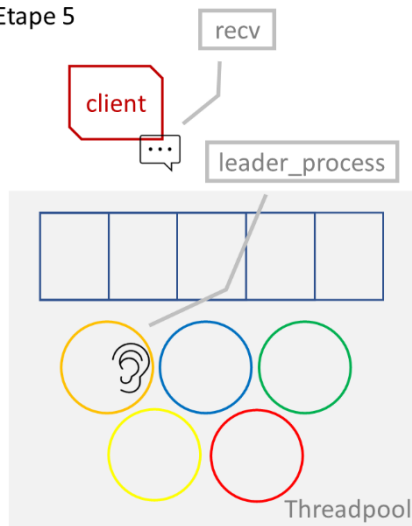 Etape 5
recv
client
leader_process
Threadpool